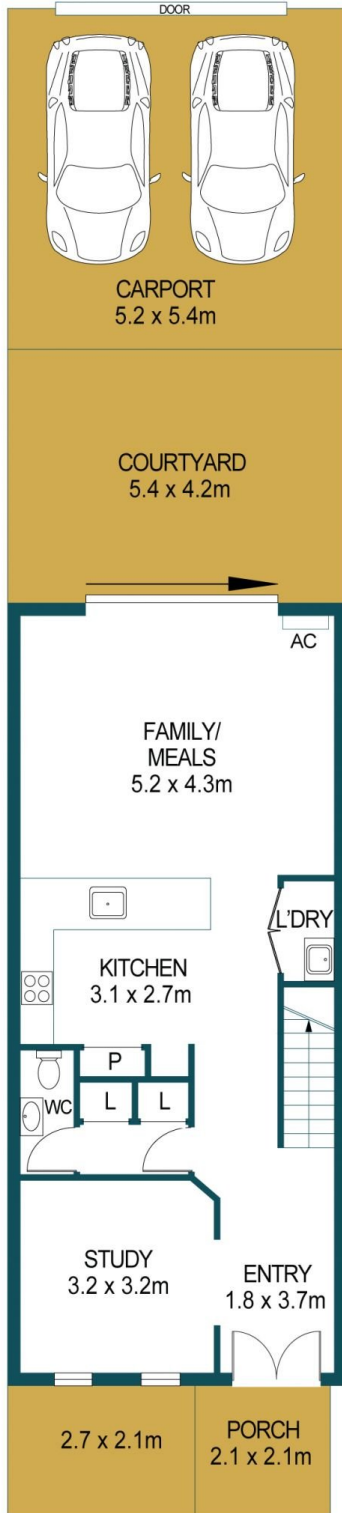 DOOR
CARPORT
5.2 x 5.4m
COURTYARD
5.4 x 4.2m
AC
FAMILY/
MEALS
5.2 x 4.3m
L'DRY
KITCHEN
3.1 x 2.7m
P
WC
L
L
STUDY
3.2 x 3.2m
ENTRY
1.8 x 3.7m
2.7 x 2.1m
PORCH
2.1 x 2.1m